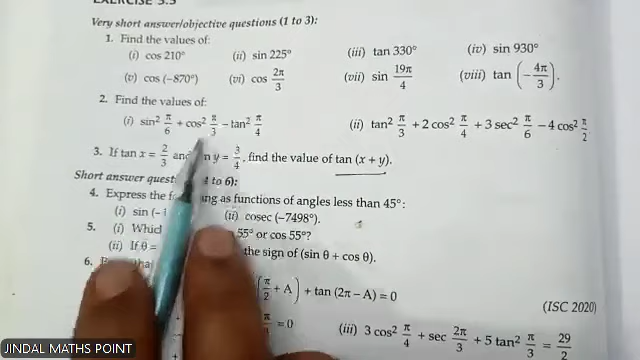 EXERCISE 3.3
Very short answer/objective questions (1 to 3):
1. Find the values of:
(i) cos 210° (ii) sin 225° (iii) tan 330° (iv) sin 930°
(v) cos (–870°) (vi) cos 2π/3 (vii) sin 19π/4 (viii) tan (–4π/3).
2. Find the values of:
(i) sin² π/6 + cos² π/3 – tan² π/4 (ii) tan² π/3 + 2 cos² π/4 + 3 sec² π/6 – 4 cos² π/2
3. If tan x = 2/3 and y = 3/4, find the value of tan (x + y).
Short answer (4 to 6):
4. Express the as functions of angles less than 45°:
(i) sin (– (ii) cosec (–7498°).
5. (i) Which 55° or cos 55°?
(ii) If θ = the sign of (sin θ + cos θ).
6. (π/2 + A) + tan (2π – A) = 0
(ISC 2020)
π = 0 (iii) 3 cos² π/4 + sec 2π/3 + 5 tan² π/3 = 29/2
JINDAL MATHS POINT